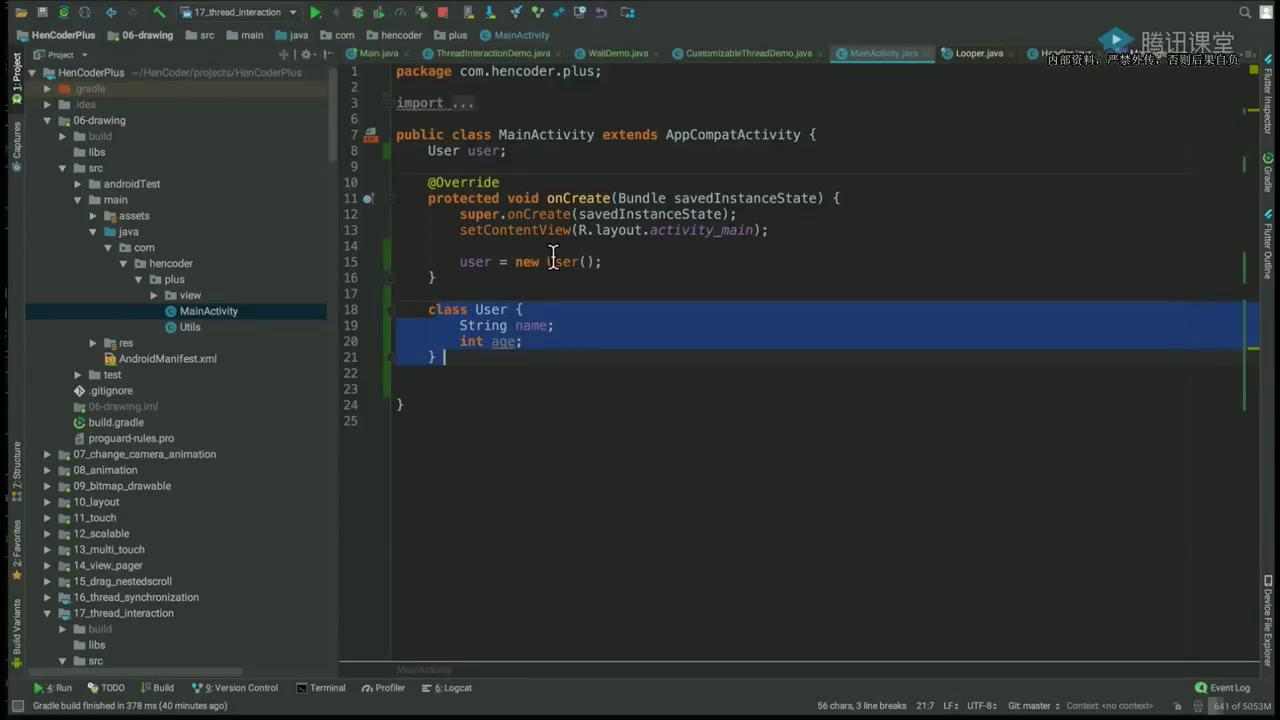 17_thread_interaction
HenCoderPlus 06-drawing src main java com hencoder plus MainActivity
腾讯课堂
内部资料，严禁外传，否则后果自负
Project
Main.java ThreadInteractionDemo.java WaitDemo.java CustomizableThreadDemo.java MainActivity.java Looper.java
HenCoderPlus ~/HenCoder/projects/HenCoderPlus
.gradle
.idea
06-drawing
build
libs
src
androidTest
main
assets
java
com
hencoder
plus
view
MainActivity
Utils
res
AndroidManifest.xml
test
.gitignore
06-drawing.iml
build.gradle
proguard-rules.pro
07_change_camera_animation
08_animation
09_bitmap_drawable
10_layout
11_touch
12_scalable
13_multi_touch
14_view_pager
15_drag_nestedscroll
16_thread_synchronization
17_thread_interaction
build
libs
src
1 package com.hencoder.plus;
2
3 import ...
6
7 public class MainActivity extends AppCompatActivity {
8 User user;
9
10 @Override
11 protected void onCreate(Bundle savedInstanceState) {
12 super.onCreate(savedInstanceState);
13 setContentView(R.layout.activity_main);
14
15 user = new User();
16 }
17
18 class User {
19 String name;
20 int age;
21 }
22
23
24 }
25
MainActivity
1: Project
Captures
7: Structure
2: Favorites
Build Variants
Flutter Inspector
Gradle
Flutter Outline
Device File Explorer
4: Run TODO Build 9: Version Control Terminal Profiler 6: Logcat Event Log
Gradle build finished in 378 ms (40 minutes ago) 56 chars, 3 line breaks 21:7 LF UTF-8 Git: master Context: <no context> 641 of 5053M